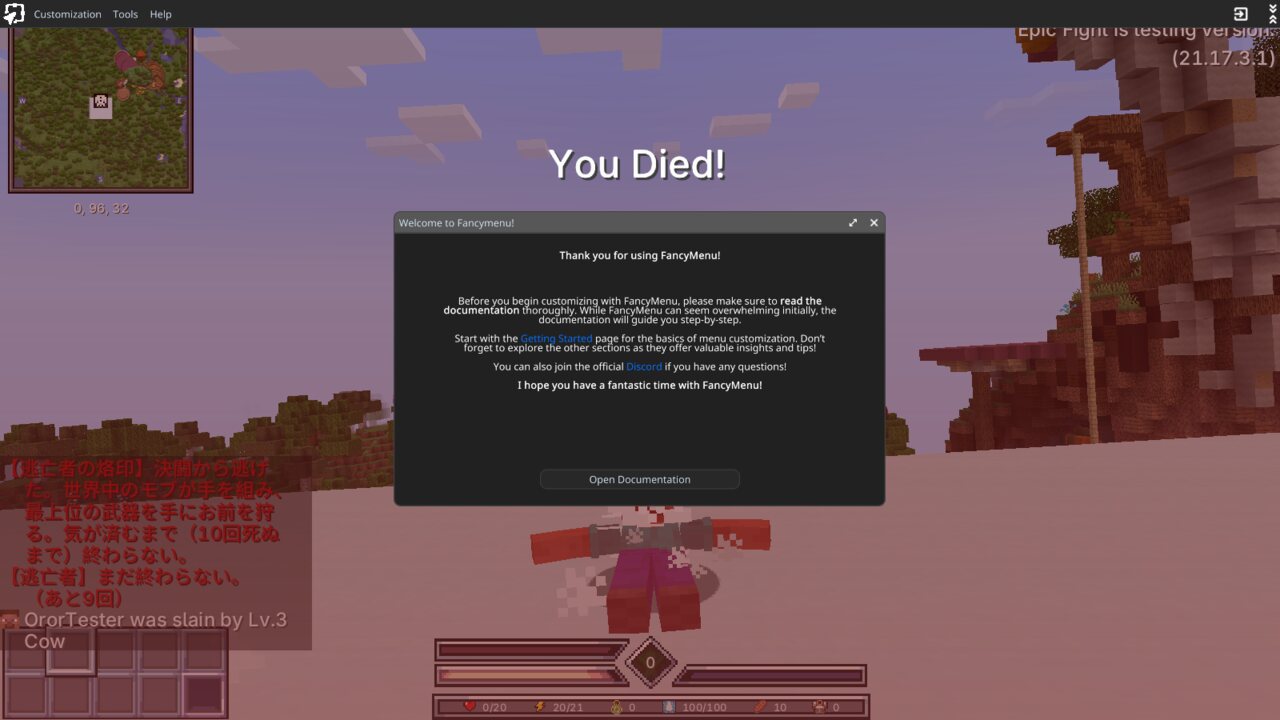 Customization Tools Help
Epic Fight is testing version.
(21.17.3.1)
W
E
S
0, 96, 32
You Died!
Welcome to Fancymenu!
Thank you for using FancyMenu!
Before you begin customizing with FancyMenu, please make sure to read the
documentation thoroughly. While FancyMenu can seem overwhelming initially, the
documentation will guide you step-by-step.
Start with the Getting Started page for the basics of menu customization. Don't
forget to explore the other sections as they offer valuable insights and tips!
You can also join the official Discord if you have any questions!
I hope you have a fantastic time with FancyMenu!
Open Documentation
【逃亡者の烙印】決闘から逃げ
た。世界中のモブが手を組み、
最上位の武器を手にお前を狩
る。気が済むまで（10回死ぬ
まで）終わらない。
【逃亡者】まだ終わらない。
（あと9回）
OrorTester was slain by Lv.3
Cow
0
0/20 20/21 0 100/100 10 0